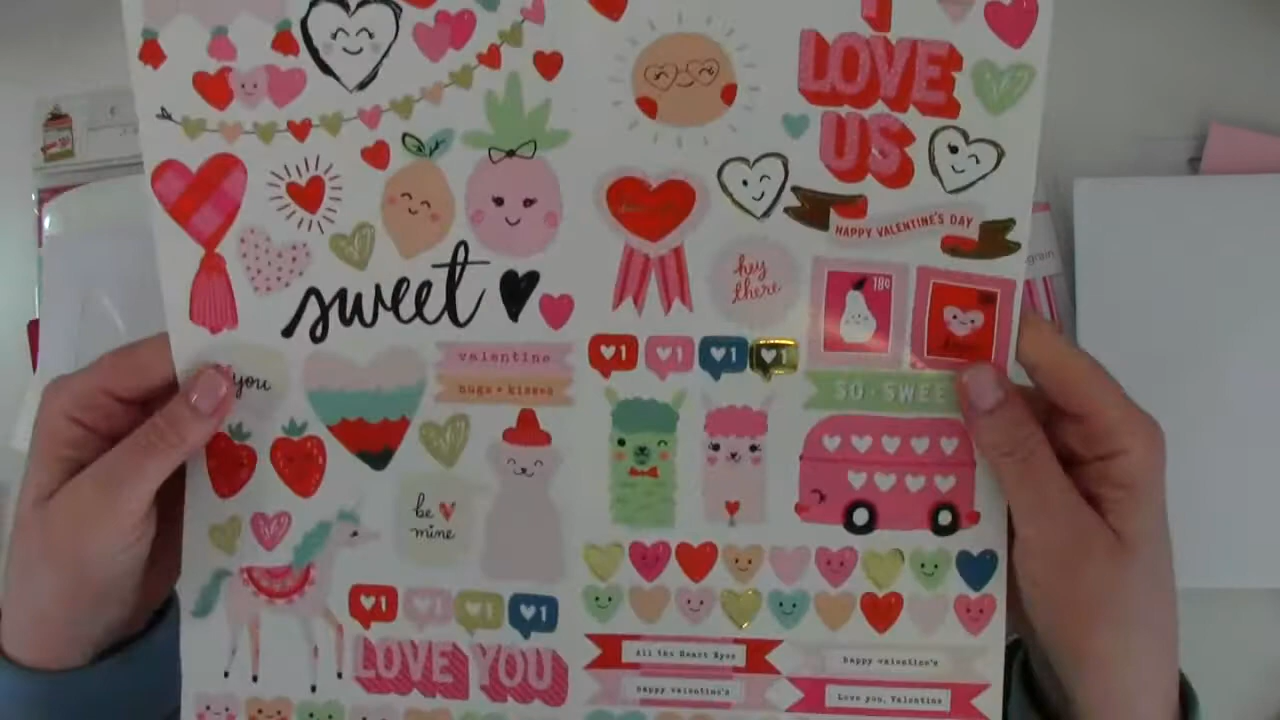 I
LOVE
US
HAPPY VALENTINE'S DAY
hey
there
18¢
sweet
you
valentine
hugs + kisses
1
1
1
1
SO·SWEE
be
mine
1
1
1
1
LOVE YOU
All the Heart Eyes
happy valentine's
happy valentine's
Love you, Valentine
grain